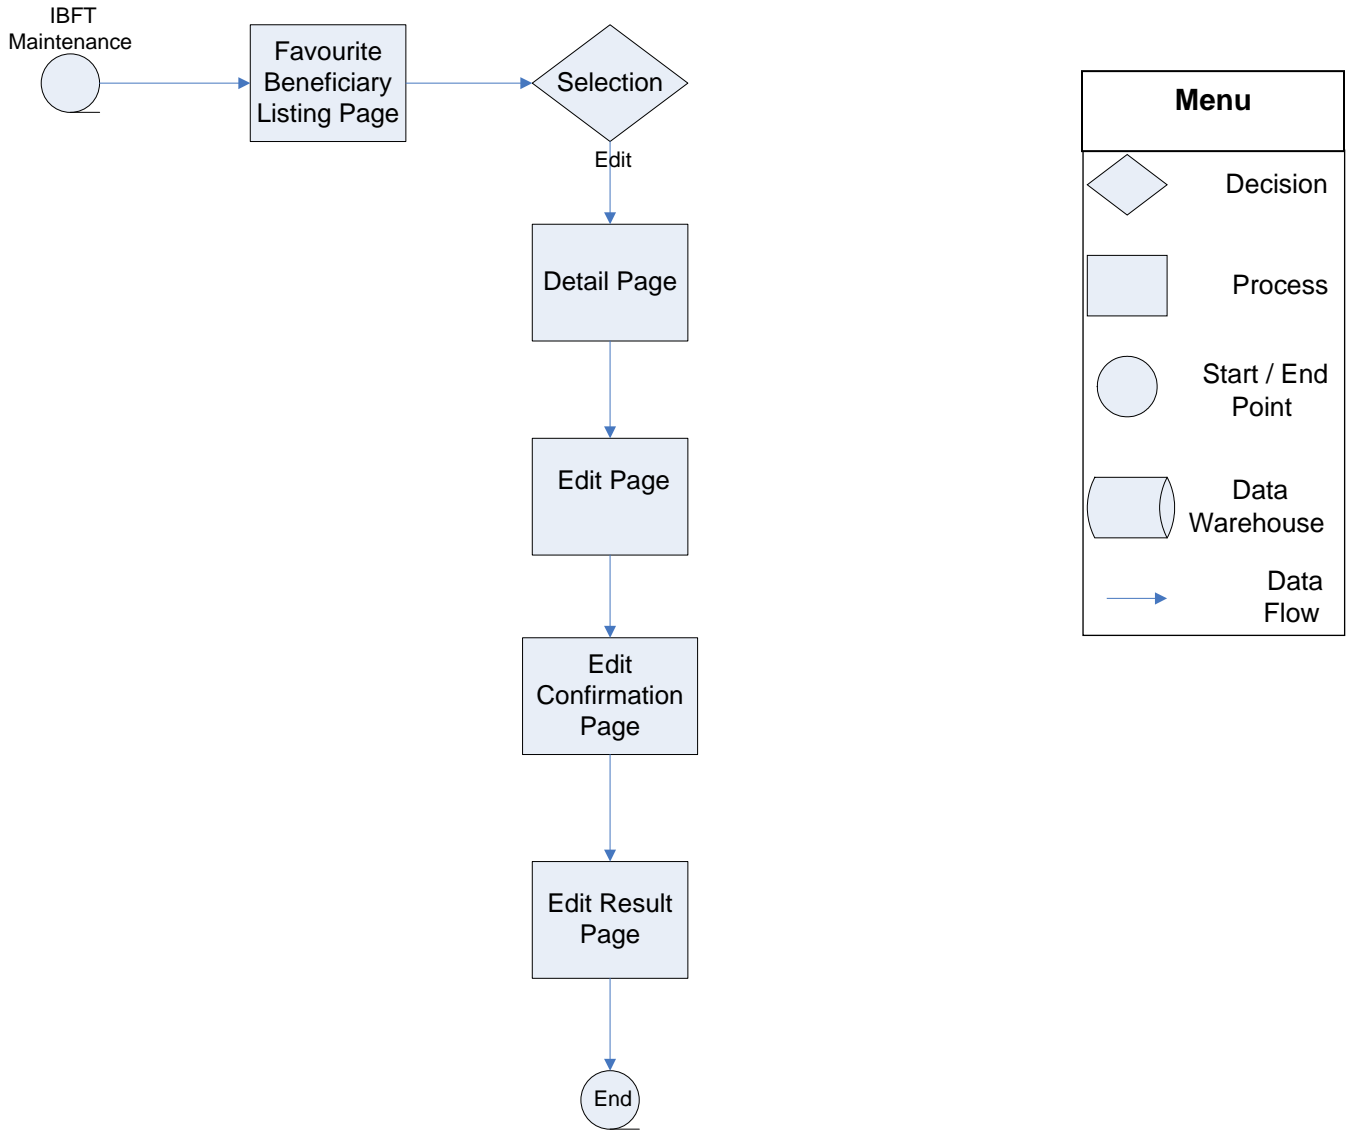 IBFT
Maintenance
Favourite
Beneficiary
Listing Page
Selection
Edit
Detail Page
Edit Page
Edit
Confirmation
Page
Edit Result
Page
End
Menu
Decision
Process
Start / End
Point
Data
Warehouse
Data
Flow